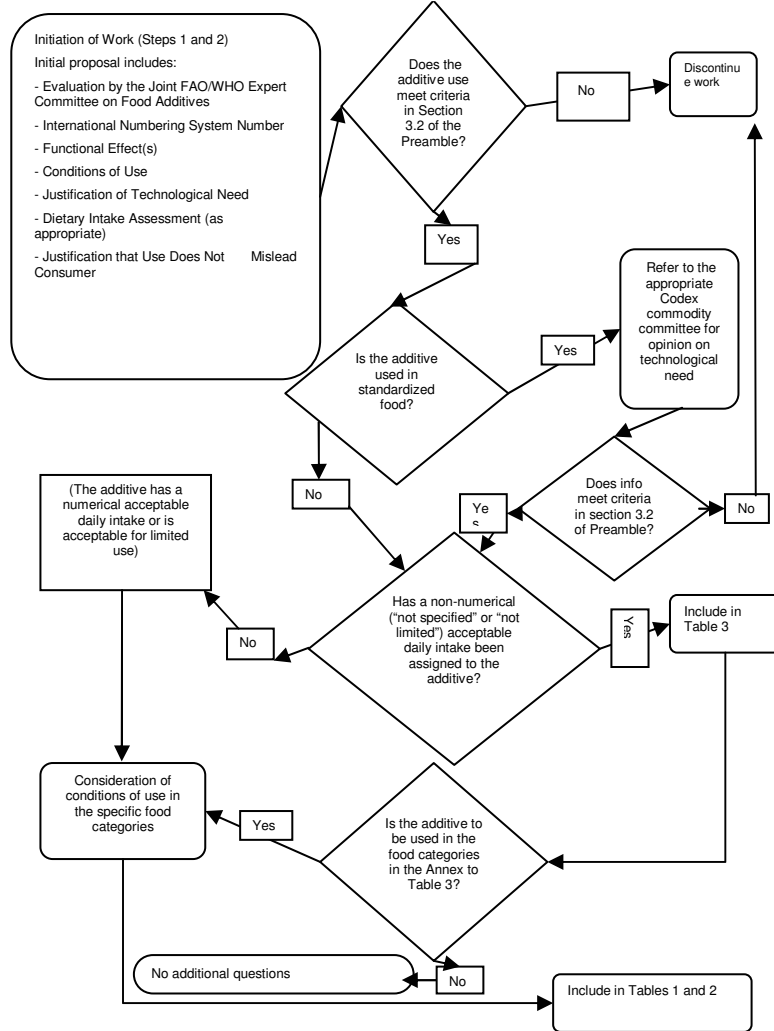 Initiation of Work (Steps 1 and 2)
Initial proposal includes:
- Evaluation by the Joint FAO/WHO Expert
Committee on Food Additives
- International Numbering System Number
- Functional Effect(s)
- Conditions of Use
- Justification of Technological Need
- Dietary Intake Assessment (as
appropriate)
- Justification that Use Does Not Mislead
Consumer
Does the
additive use
meet criteria
in Section
3.2 of the
Preamble?
No
Discontinu
e work
Yes
Is the additive
used in
standardized
food?
Yes
Refer to the
appropriate
Codex
commodity
committee for
opinion on
technological
need
No
Does info
meet criteria
in section 3.2
of Preamble?
No
Ye
s
(The additive has a
numerical acceptable
daily intake or is
acceptable for limited
use)
No
Has a non-numerical
(“not specified” or “not
limited”) acceptable
daily intake been
assigned to the
additive?
Yes
Include in
Table 3
Consideration of
conditions of use in
the specific food
categories
Yes
Is the additive to
be used in the
food categories
in the Annex to
Table 3?
No additional questions
No
Include in Tables 1 and 2